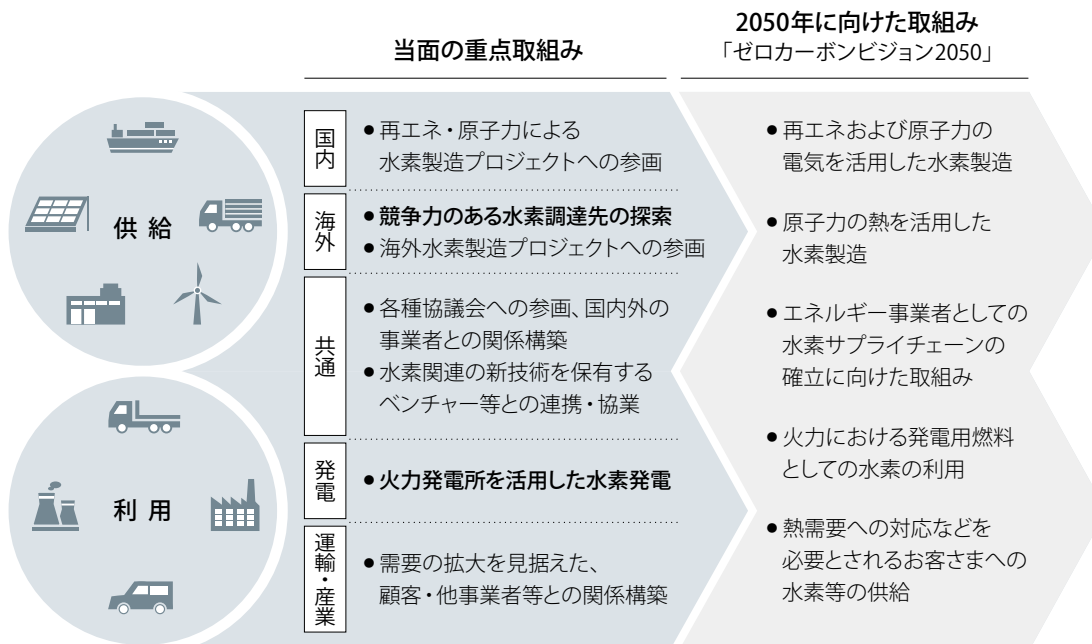 当面の重点取組み
2050年に向けた取組み
「ゼロカーボンビジョン2050」
供給
利用
国内
●再エネ・原子力による
水素製造プロジェクトへの参画
海外
●競争力のある水素調達先の探索
●海外水素製造プロジェクトへの参画
共通
●各種協議会への参画、国内外の
事業者との関係構築
●水素関連の新技術を保有する
ベンチャー等との連携・協業
発電
●火力発電所を活用した水素発電
運輸・産業
●需要の拡大を見据えた、
顧客・他事業者等との関係構築
●再エネおよび原子力の
電気を活用した水素製造
●原子力の熱を活用した
水素製造
●エネルギー事業者としての
水素サプライチェーンの
確立に向けた取組み
●火力における発電用燃料
としての水素の利用
●熱需要への対応などを
必要とされるお客さまへの
水素等の供給